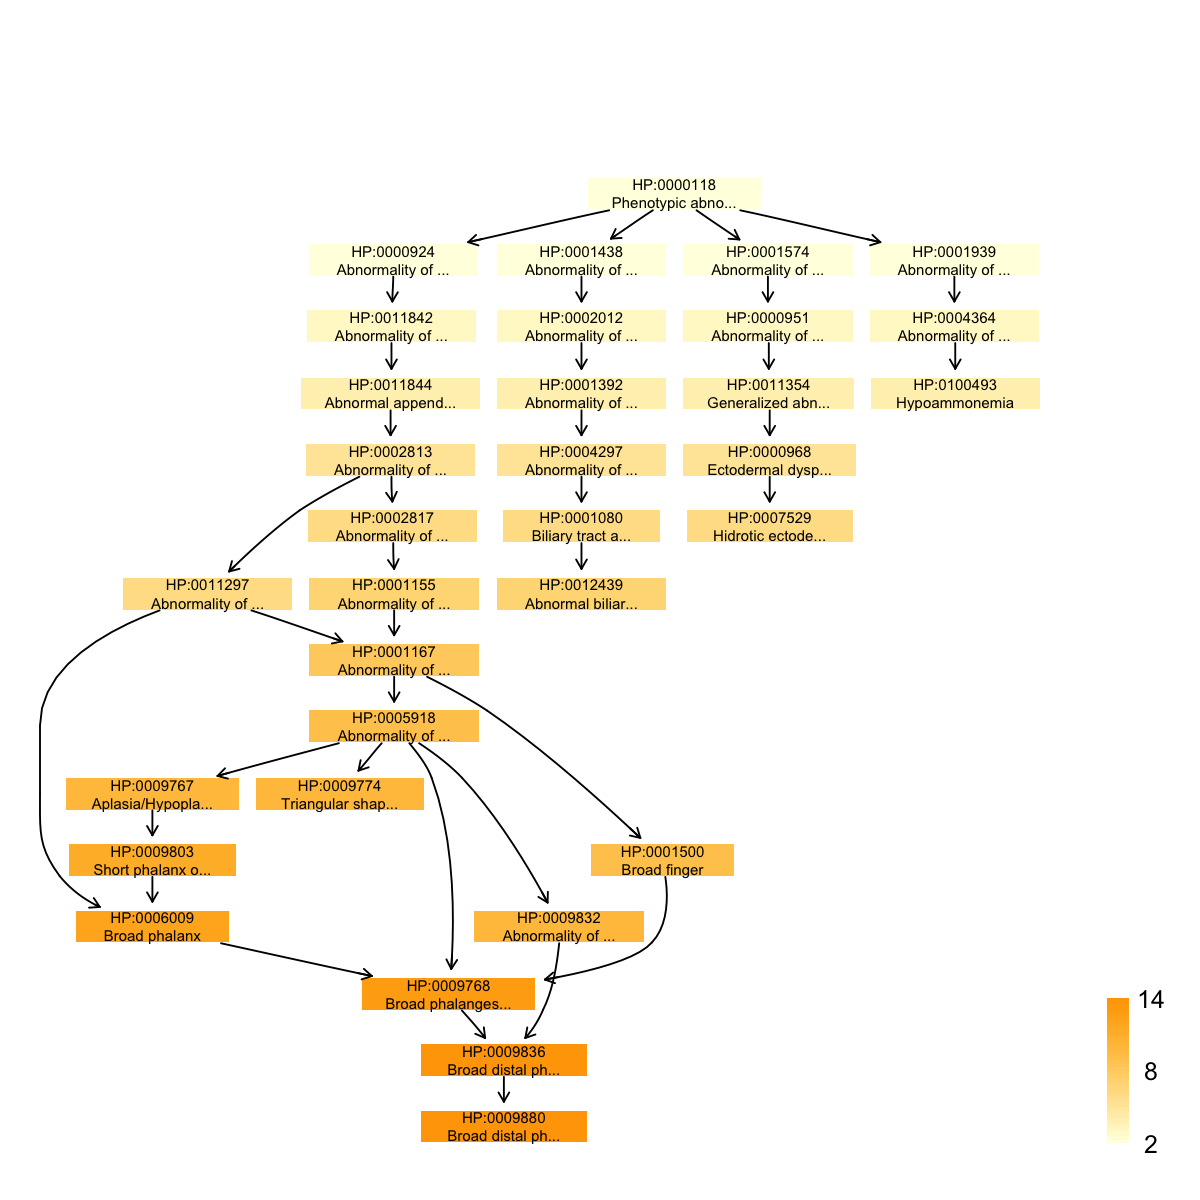 HP:0000118
Phenotypic abno...
HP:0000924
Abnormality of ...
HP:0001438
Abnormality of ...
HP:0001574
Abnormality of ...
HP:0001939
Abnormality of ...
HP:0011842
Abnormality of ...
HP:0002012
Abnormality of ...
HP:0000951
Abnormality of ...
HP:0004364
Abnormality of ...
HP:0011844
Abnormal append...
HP:0001392
Abnormality of ...
HP:0011354
Generalized abn...
HP:0100493
Hypoammonemia
HP:0002813
Abnormality of ...
HP:0004297
Abnormality of ...
HP:0000968
Ectodermal dysp...
HP:0002817
Abnormality of ...
HP:0001080
Biliary tract a...
HP:0007529
Hidrotic ectode...
HP:0011297
Abnormality of ...
HP:0001155
Abnormality of ...
HP:0012439
Abnormal biliar...
HP:0001167
Abnormality of ...
HP:0005918
Abnormality of ...
HP:0009767
Aplasia/Hypopla...
HP:0009774
Triangular shap...
HP:0009803
Short phalanx o...
HP:0001500
Broad finger
HP:0006009
Broad phalanx
HP:0009832
Abnormality of ...
HP:0009768
Broad phalanges...
HP:0009836
Broad distal ph...
HP:0009880
Broad distal ph...
14
8
2